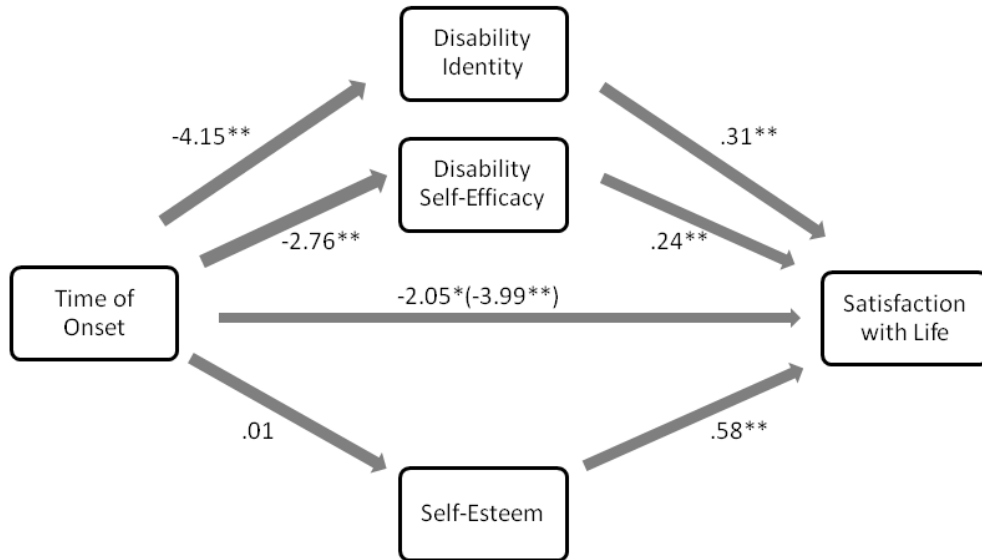 Disability
Identity
-4.15**
.31**
Disability
Self-Efficacy
-2.76**
.24**
Time of
Onset
-2.05*(-3.99**)
Satisfaction
with Life
.01
.58**
Self-Esteem